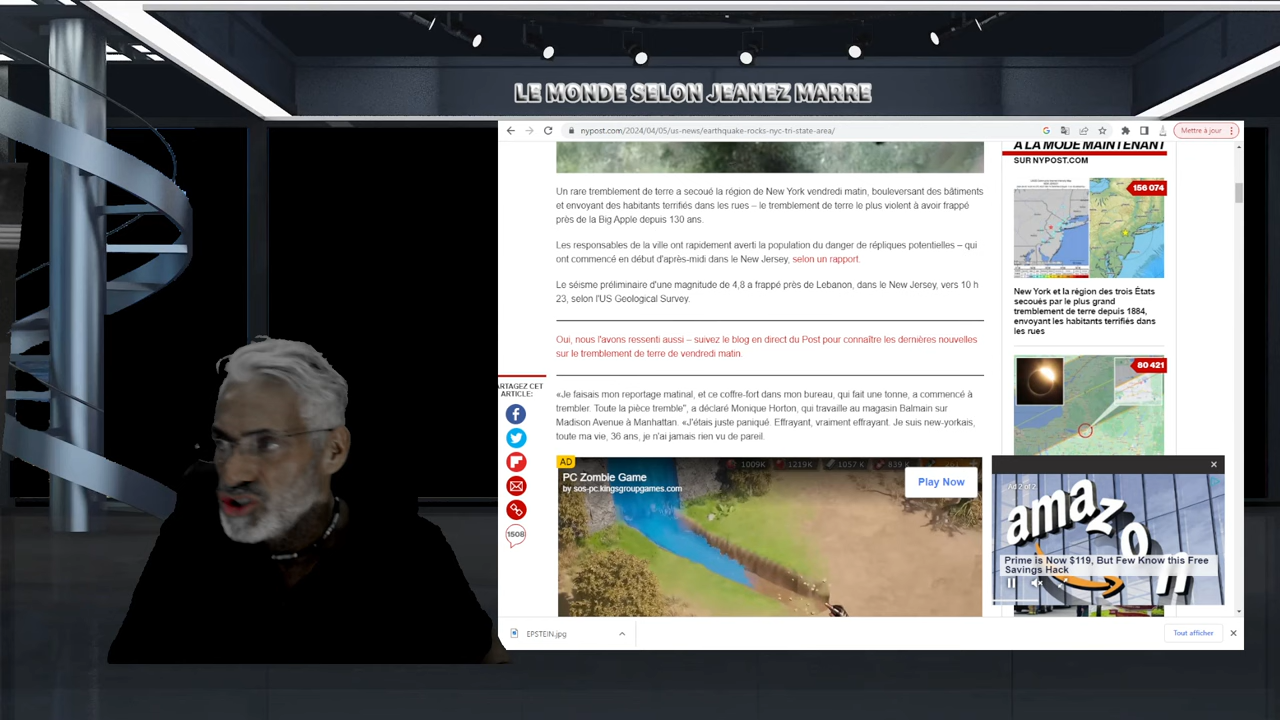 LE MONDE SELON JEANEZ MARRE
nypost.com/2024/04/05/us-news/earthquake-rocks-nyc-tri-state-area/
Mettre à jour
Un rare tremblement de terre a secoué la région de New York vendredi matin, bouleversant des bâtiments
et envoyant des habitants terrifiés dans les rues – le tremblement de terre le plus violent à avoir frappé
près de la Big Apple depuis 130 ans.
Les responsables de la ville ont rapidement averti la population du danger de répliques potentielles – qui
ont commencé en début d'après-midi dans le New Jersey, selon un rapport.
Le séisme préliminaire d'une magnitude de 4,8 a frappé près de Lebanon, dans le New Jersey, vers 10 h
23, selon l'US Geological Survey.
Oui, nous l'avons ressenti aussi – suivez le blog en direct du Post pour connaître les dernières nouvelles
sur le tremblement de terre de vendredi matin.
ARTAGEZ CET
ARTICLE:
1508
«Je faisais mon reportage matinal, et ce coffre-fort dans mon bureau, qui fait une tonne, a commencé à
trembler. Toute la pièce tremble", a déclaré Monique Horton, qui travaille au magasin Balmain sur
Madison Avenue à Manhattan. «J'étais juste paniqué. Effrayant, vraiment effrayant. Je suis new-yorkais,
toute ma vie, 36 ans, je n'ai jamais rien vu de pareil.
AD
1009K 1219K 1057 K 839 K
PC Zombie Game
by sos-pc.kingsgroupgames.com
Play Now
À LA MODE MAINTENANT
SUR NYPOST.COM
156 074
New York et la région des trois États
secoués par le plus grand
tremblement de terre depuis 1884,
envoyant les habitants terrifiés dans
les rues
80 421
Ad 2 of 2
amazon
Prime is Now $119, But Few Know this Free
Savings Hack
EPSTEIN.jpg
Tout afficher